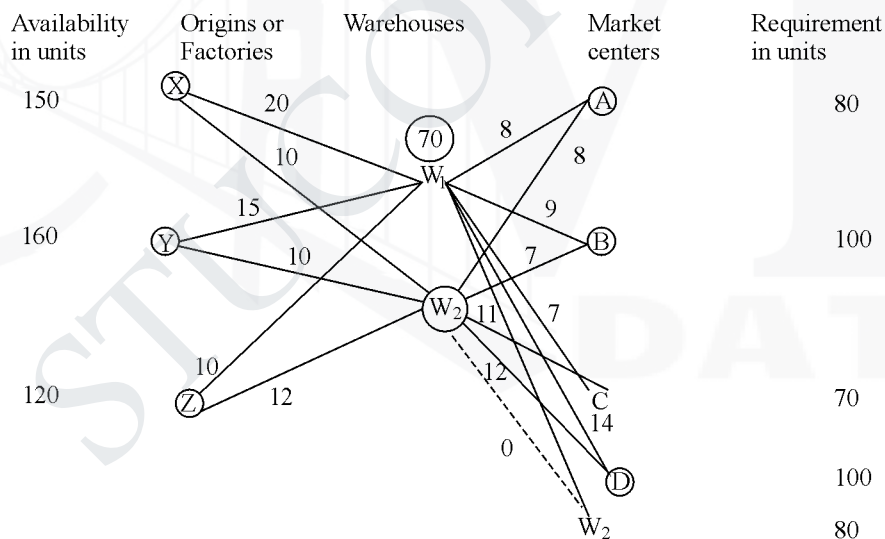 Availability in units
Origins or Factories
Warehouses
Market centers
Requirement in units
150
X
20
A
80
8
70
10
8
W₁
15
9
160
Y
10
7
B
100
W₂
11
7
10
12
120
Z
12
C
70
14
0
D
100
W₂
80
STUCOR
DAT